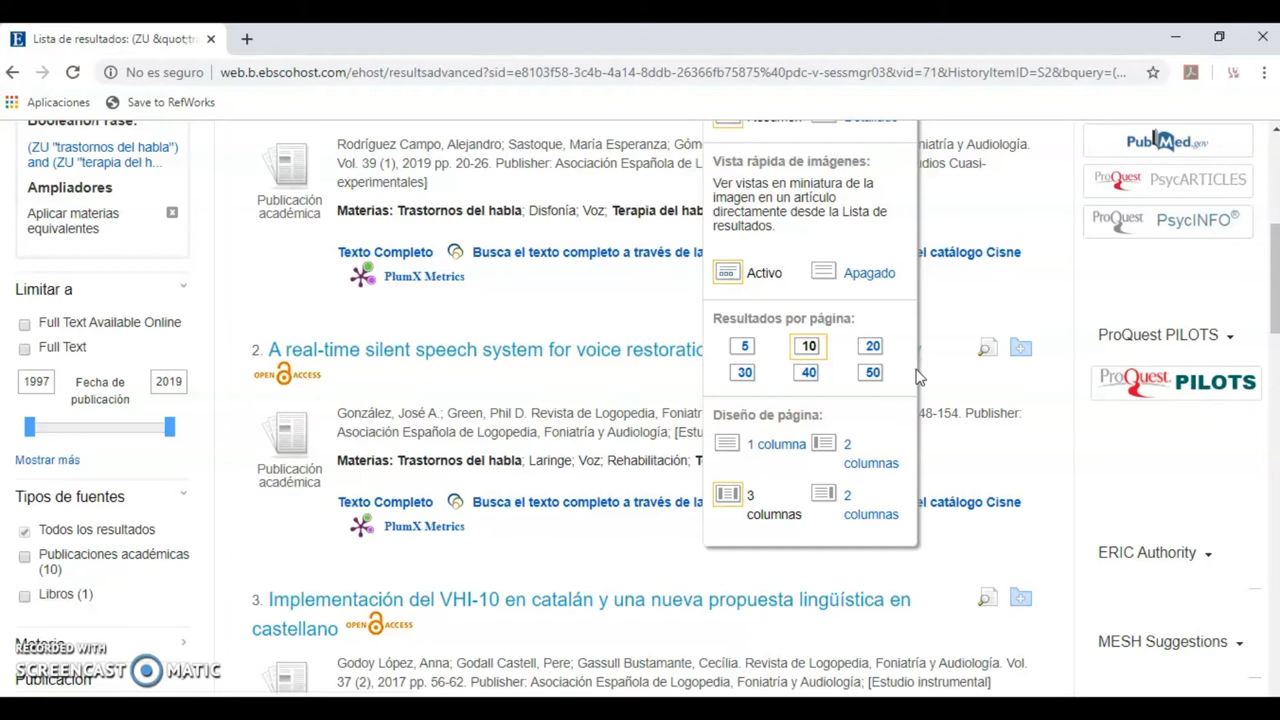 Lista de resultados: (ZU &quot;tr
No es seguro
web.b.ebscohost.com/ehost/resultsadvanced?sid=e8103f58-3c4b-4a14-8ddb-26366fb75875%40pdc-v-sessmgr03&vid=71&HistoryItemID=S2&bquery=(...
Aplicaciones
Save to RefWorks
Booleano/Frase:
(ZU "trastornos del habla")
and (ZU "terapia del h...
Ampliadores
Aplicar materias
equivalentes
Limitar a
Full Text Available Online
Full Text
1997
Fecha de
publicación
2019
Mostrar más
Tipos de fuentes
Todos los resultados
Publicaciones académicas
(10)
Libros (1)
Materia
Publicación
RECORDED WITH
SCREENCAST MATIC
Rodríguez Campo, Alejandro; Sastoque, María Esperanza; Góm
niatría y Audiología.
Vol. 39 (1), 2019 pp. 20-26. Publisher: Asociación Española de L
udios Cuasi-
experimentales]
Publicación
académica
Materias: Trastornos del habla; Disfonía; Voz; Terapia del hab
Texto Completo
Busca el texto completo a través de la
el catálogo Cisne
PlumX Metrics
2. A real-time silent speech system for voice restoratio
OPEN ACCESS
González, José A.; Green, Phil D. Revista de Logopedia, Foniatr
48-154. Publisher:
Asociación Española de Logopedia, Foniatría y Audiología; [Estu
Publicación
académica
Materias: Trastornos del habla; Laringe; Voz; Rehabilitación; T
Texto Completo
Busca el texto completo a través de la
el catálogo Cisne
PlumX Metrics
3. Implementación del VHI-10 en catalán y una nueva propuesta lingüística en
castellano OPEN ACCESS
Godoy López, Anna; Godall Castell, Pere; Gassull Bustamante, Cecília. Revista de Logopedia, Foniatría y Audiología. Vol.
37 (2), 2017 pp. 56-62. Publisher: Asociación Española de Logopedia, Foniatría y Audiología; [Estudio instrumental]
Resumen
Detallado
Vista rápida de imágenes:
Ver vistas en miniatura de la
imagen en un artículo
directamente desde la Lista de
resultados.
Activo
Apagado
Resultados por página:
5
10
20
30
40
50
Diseño de página:
1 columna
2
columnas
3
columnas
2
columnas
PubMed.gov
ProQuest PsycARTICLES
ProQuest PsycINFO®
ProQuest PILOTS
ProQuest PILOTS
ERIC Authority
MESH Suggestions